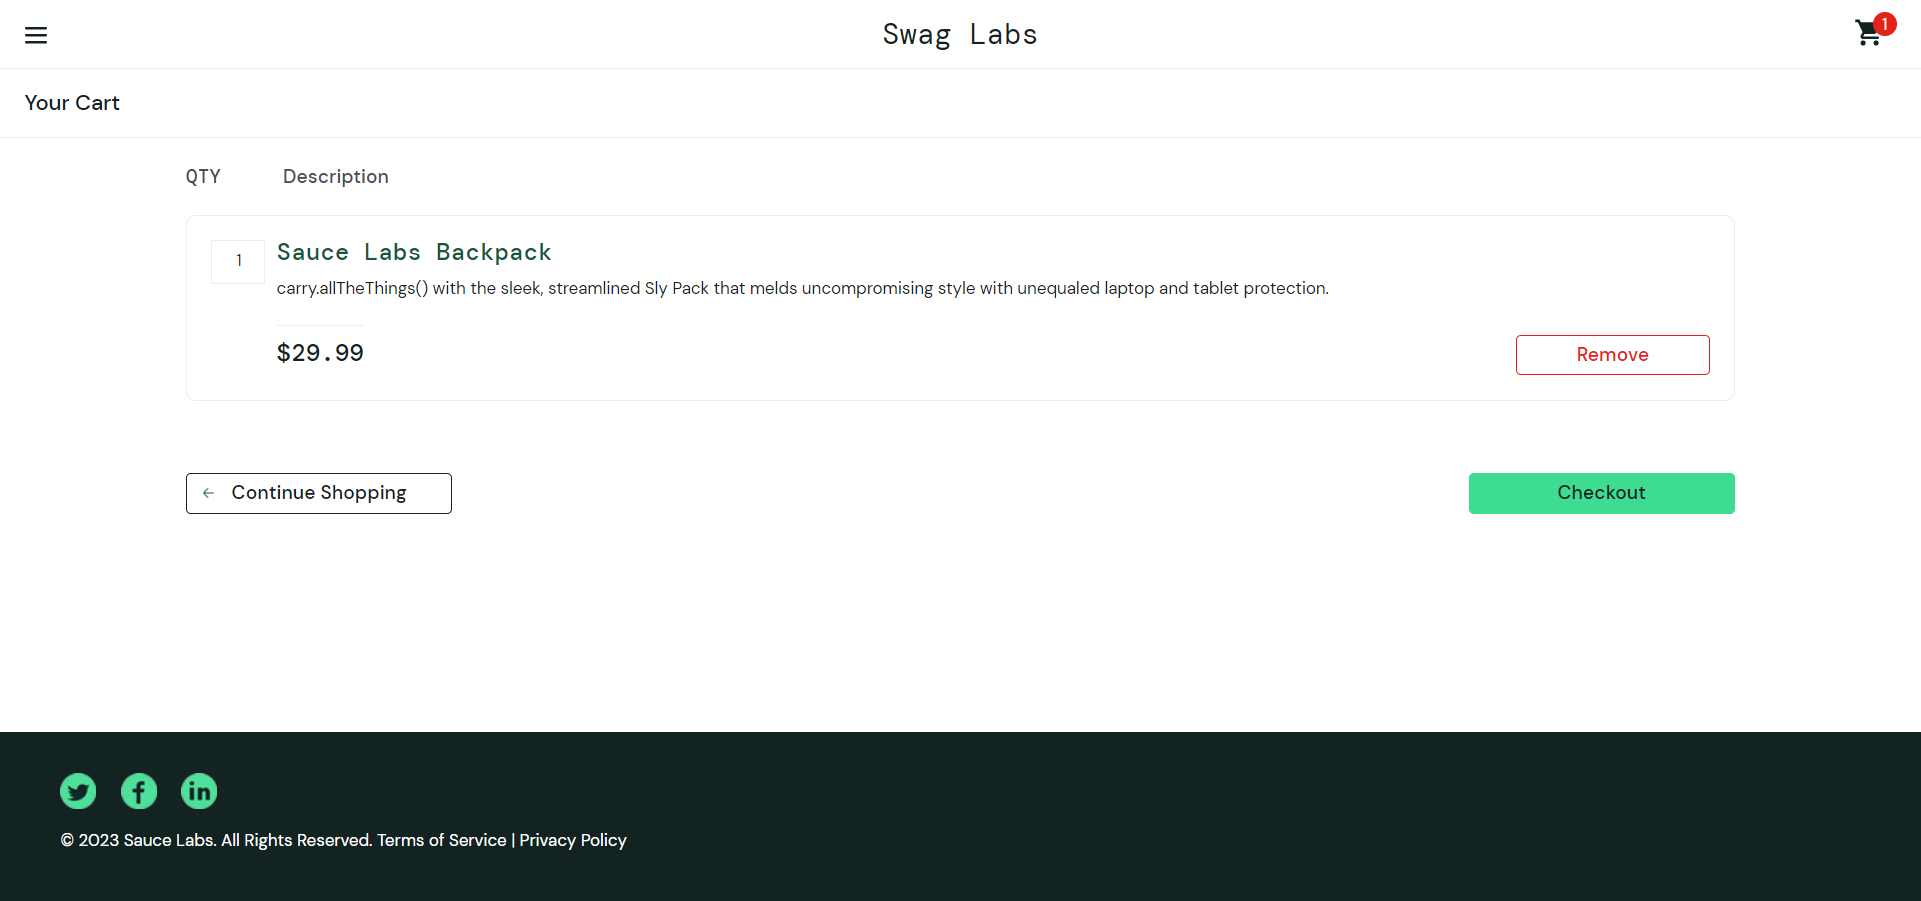 Swag Labs
1
Your Cart
QTY Description
1
Sauce Labs Backpack
carry.allTheThings() with the sleek, streamlined Sly Pack that melds uncompromising style with unequaled laptop and tablet protection.
$29.99
Remove
Continue Shopping
Checkout
© 2023 Sauce Labs. All Rights Reserved. Terms of Service | Privacy Policy